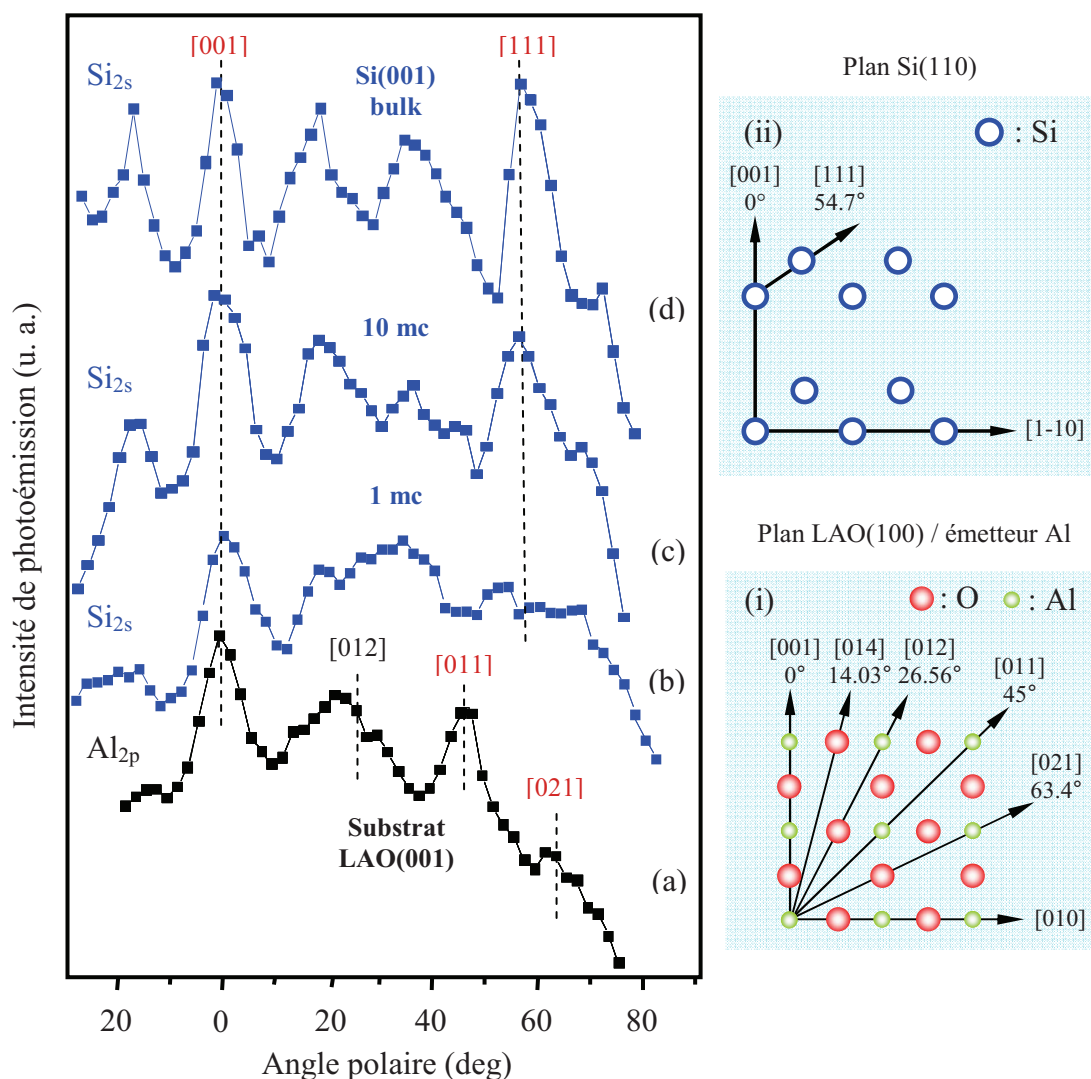 [001]
[111]
Si2s
Si(001)
bulk
(d)
10 mc
Si2s
(c)
1 mc
Si2s
(b)
[012]
[011]
Al2p
[021]
Substrat
LAO(001)
(a)
Intensité de photoémission (u. a.)
20 0 20 40 60 80
Angle polaire (deg)
Plan Si(110)
(ii)
: Si
[001]
0°
[111]
54.7°
[1-10]
Plan LAO(100) / émetteur Al
(i)
: O
: Al
[001]
0°
[014]
14.03°
[012]
26.56°
[011]
45°
[021]
63.4°
[010]